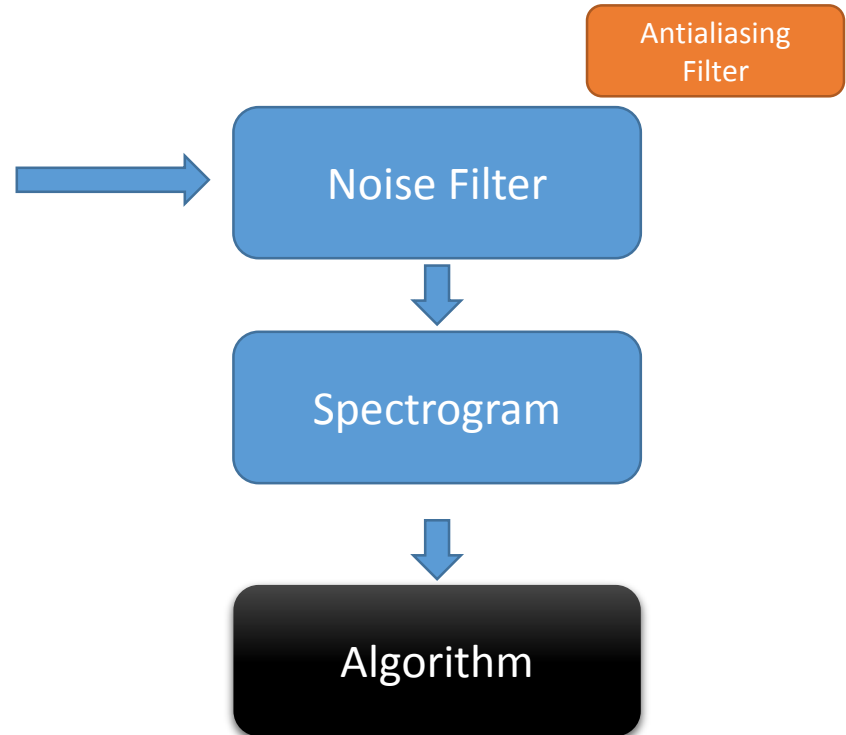 Antialiasing
Filter
Noise Filter
Spectrogram
Algorithm